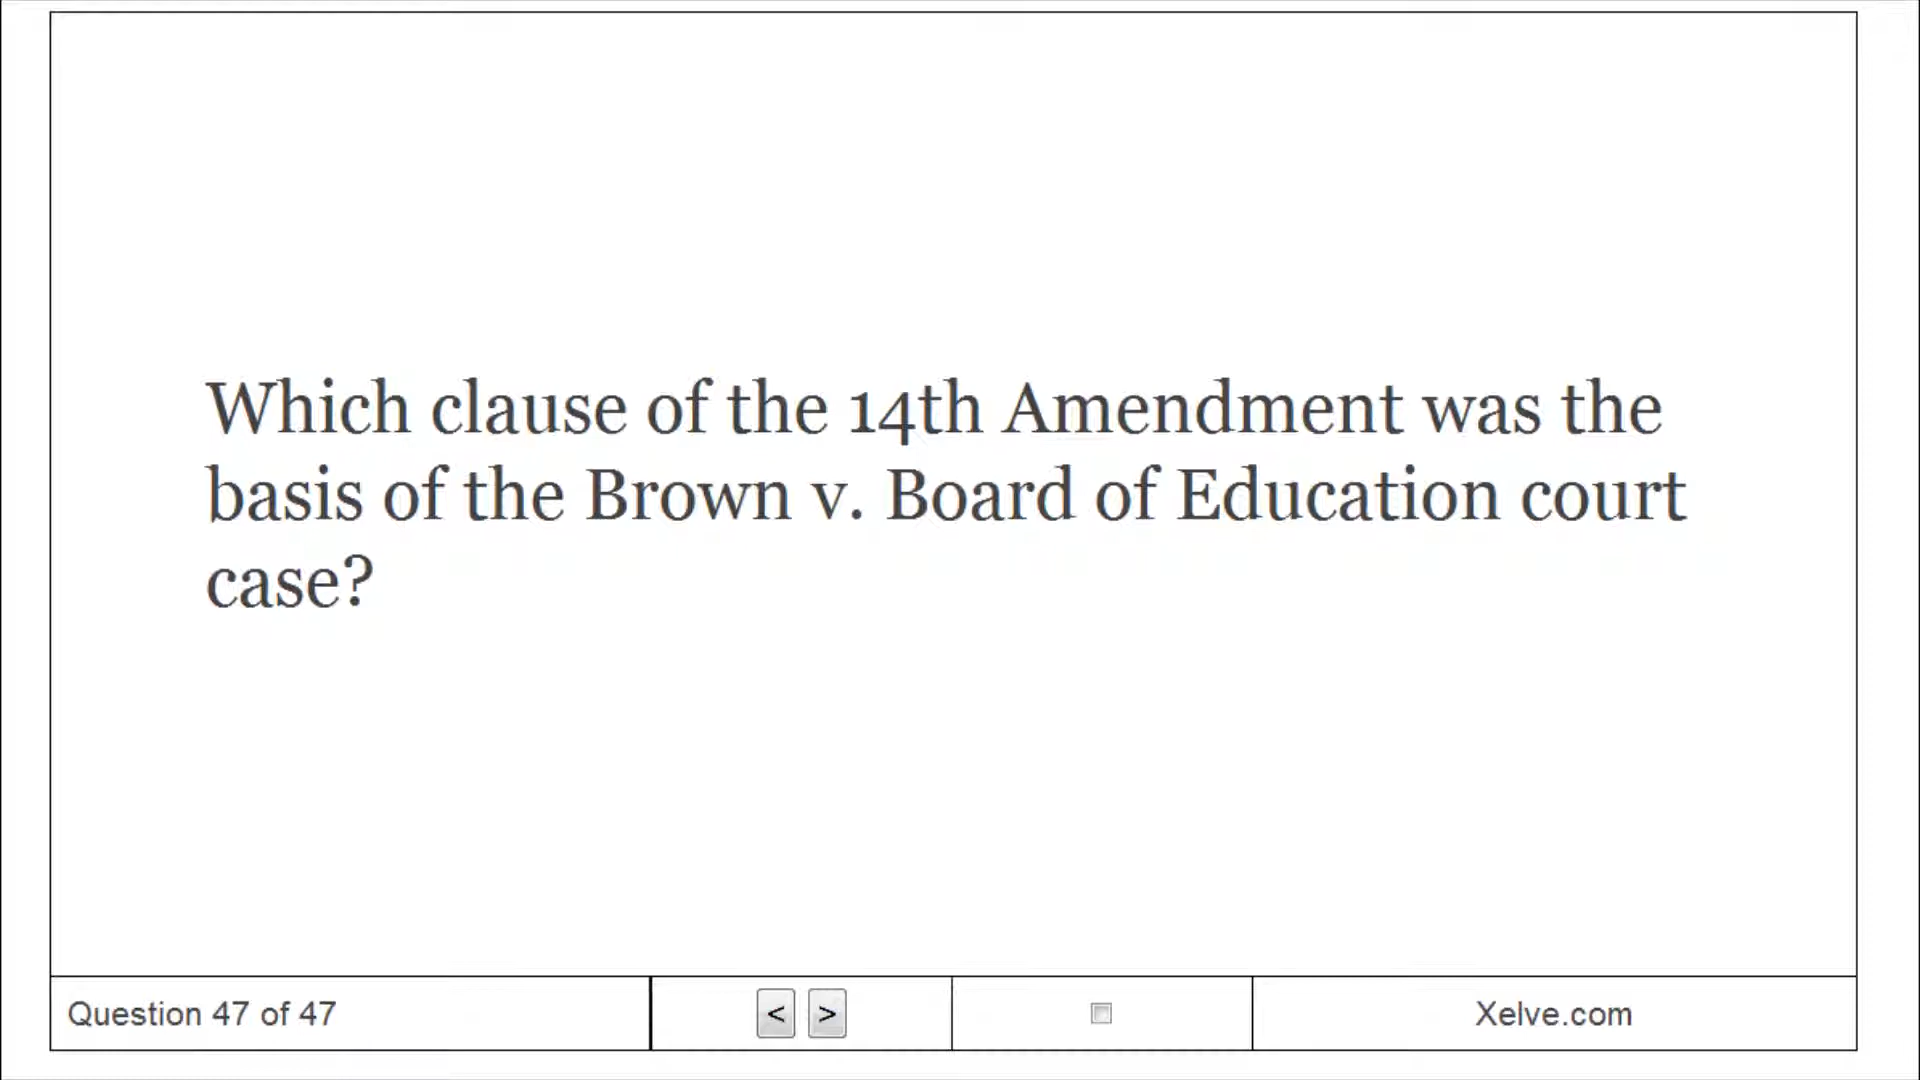 Which clause of the 14th Amendment was the
basis of the Brown v. Board of Education court
case?
Question 47 of 47
< >
Xelve.com